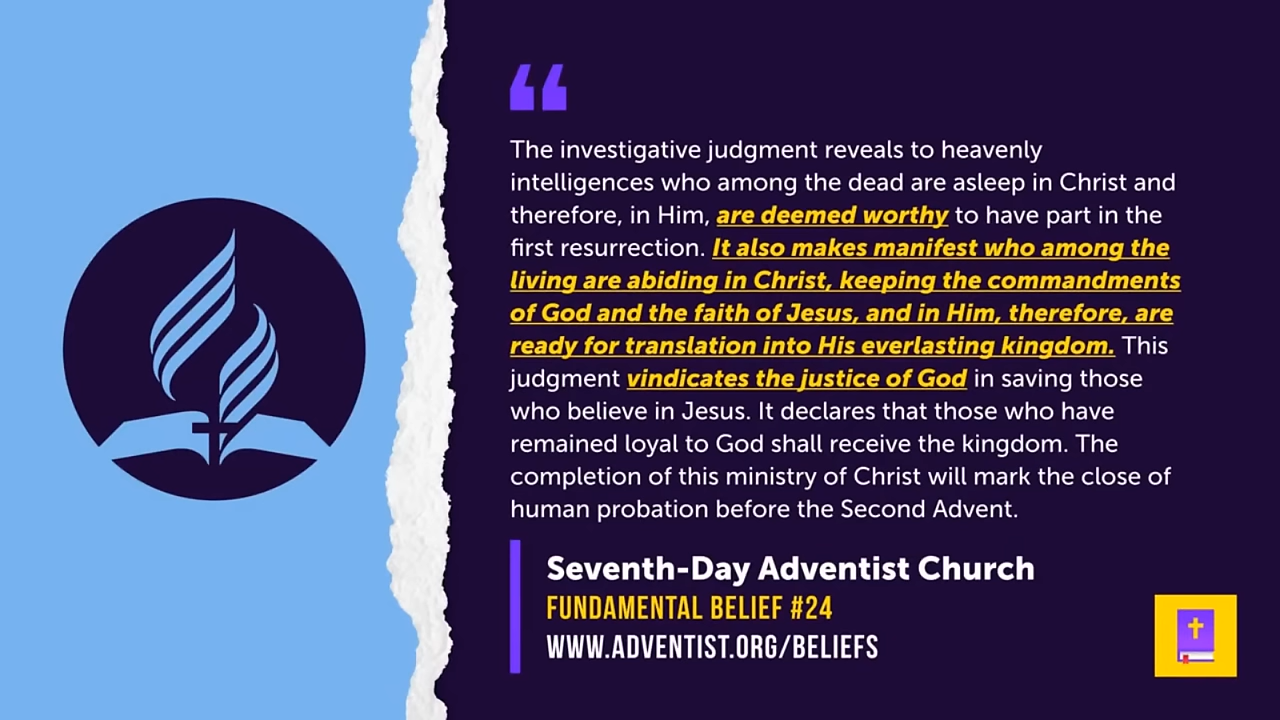 “
The investigative judgment reveals to heavenly
intelligences who among the dead are asleep in Christ and
therefore, in Him, are deemed worthy to have part in the
first resurrection. It also makes manifest who among the
living are abiding in Christ, keeping the commandments
of God and the faith of Jesus, and in Him, therefore, are
ready for translation into His everlasting kingdom. This
judgment vindicates the justice of God in saving those
who believe in Jesus. It declares that those who have
remained loyal to God shall receive the kingdom. The
completion of this ministry of Christ will mark the close of
human probation before the Second Advent.
Seventh-Day Adventist Church
FUNDAMENTAL BELIEF #24
WWW.ADVENTIST.ORG/BELIEFS